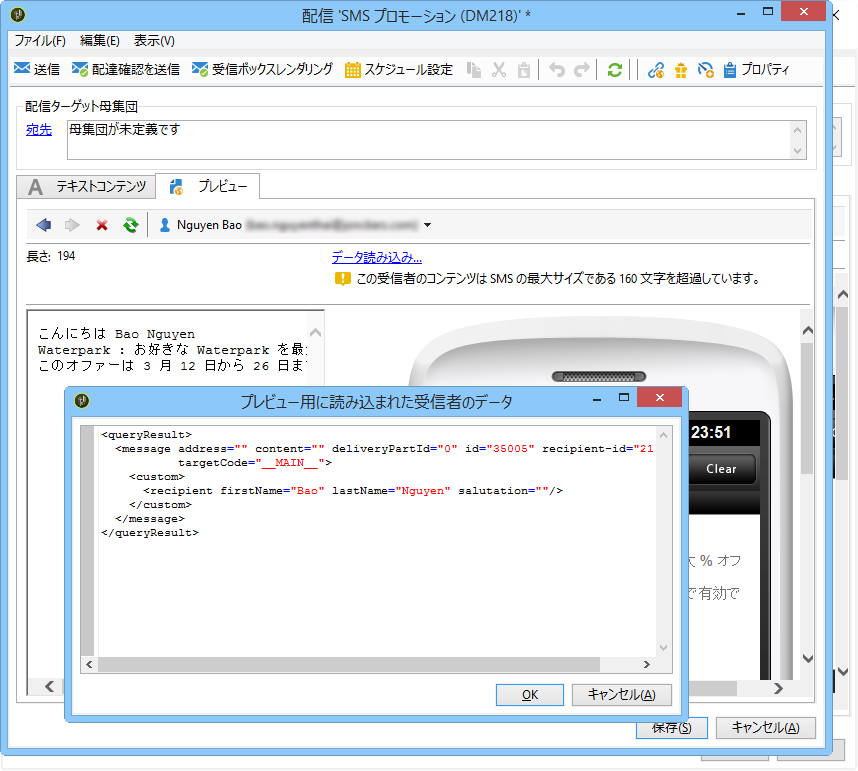 配信 'SMS プロモーション (DM218)' *
ファイル(F) 編集(E) 表示(V)
送信 配達確認を送信 受信ボックスレンダリング スケジュール設定 プロパティ
配信ターゲット母集団
宛先 母集団が未定義です
テキストコンテンツ プレビュー
Nguyen Bao
長さ: 194 データ読み込み...
この受信者のコンテンツは SMS の最大サイズである 160 文字を超過しています。
こんにちは Bao Nguyen
Waterpark : お好きな Waterpark を最
このオファーは 3 月 12 日から 26 日ま
23:51
Clear
% オフ
で有効で
プレビュー用に読み込まれた受信者のデータ
<queryResult>
<message address="" content="" deliveryPartId="0" id="35005" recipient-id="21
targetCode="__MAIN__">
<custom>
<recipient firstName="Bao" lastName="Nguyen" salutation=""/>
</custom>
</message>
</queryResult>
OK キャンセル(A)
保存(S) キャンセル(A)